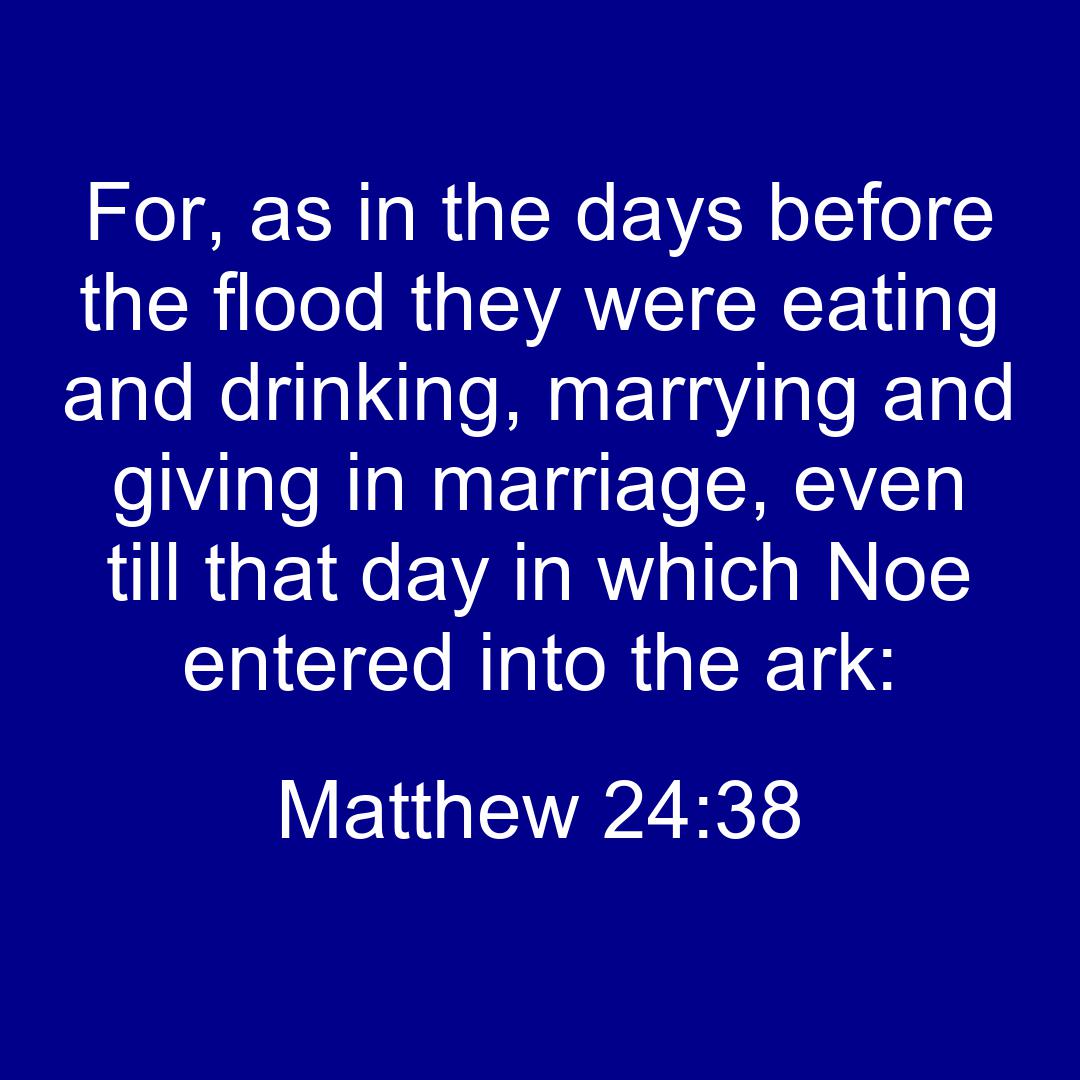 For, as in the days before
the flood they were eating
and drinking, marrying and
giving in marriage, even
till that day in which Noe
entered into the ark:
Matthew 24:38